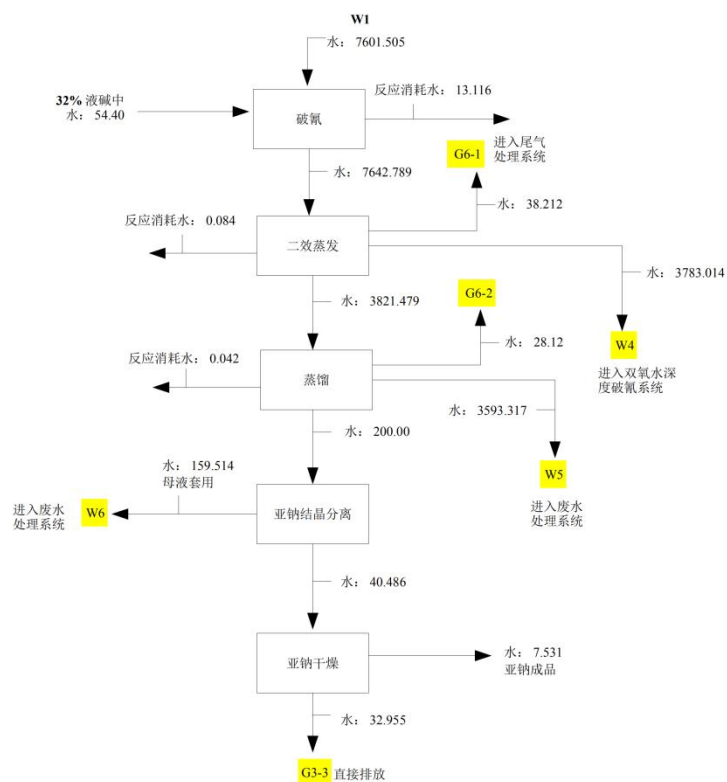 W1
水： 7601.505
32% 液碱中
水： 54.40
反应消耗水： 13.116
破氰
进入尾气
处理系统
G6-1
水： 7642.789
水： 38.212
反应消耗水： 0.084
二效蒸发
水： 3783.014
水： 3821.479
G6-2
水： 28.12
W4
反应消耗水： 0.042
蒸馏
进入双氧水深
度破氰系统
水： 3593.317
水： 200.00
水： 159.514
母液套用
W5
进入废水
处理系统
W6
亚钠结晶分离
进入废水
处理系统
水： 40.486
亚钠干燥
水： 7.531
亚钠成品
水： 32.955
G3-3 直接排放